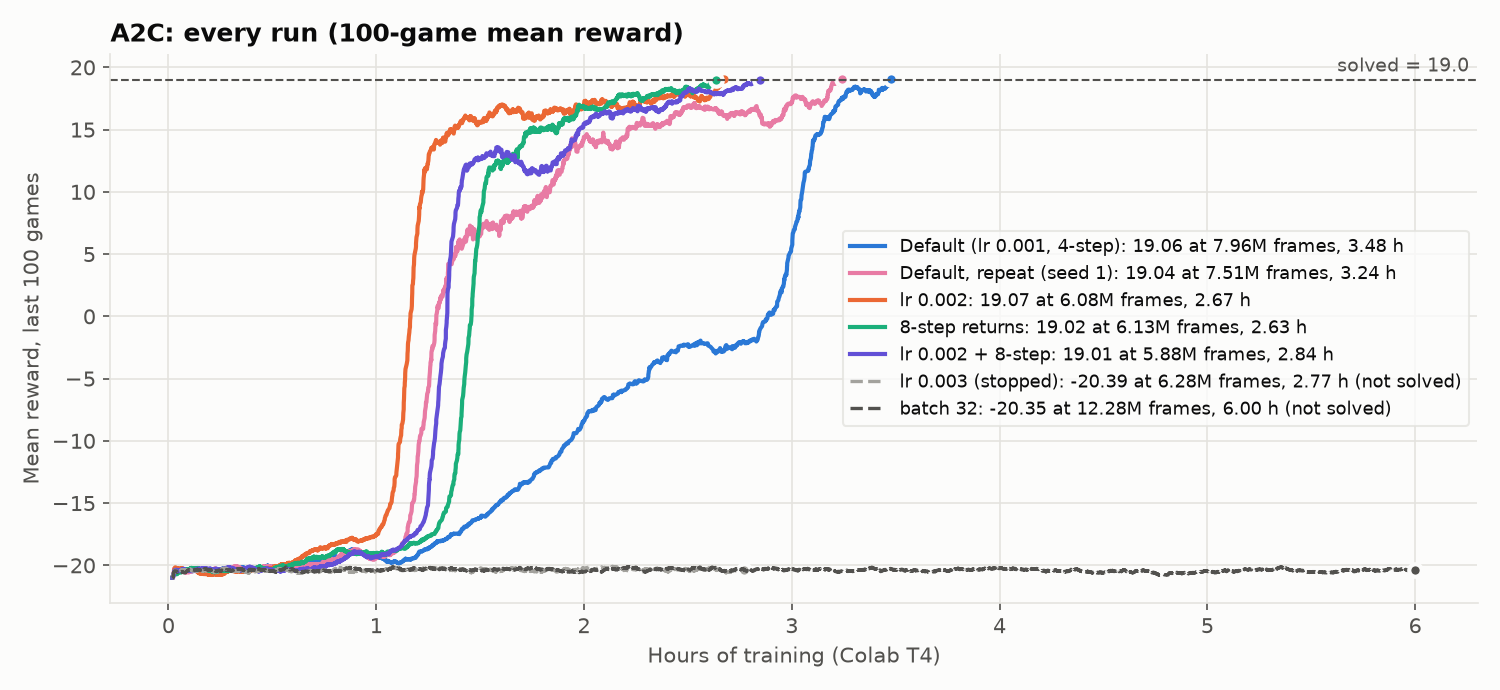 A2C: every run (100-game mean reward)
solved = 19.0
Mean reward, last 100 games
20
15
10
5
0
−5
−10
−15
−20
Default (lr 0.001, 4-step): 19.06 at 7.96M frames, 3.48 h
Default, repeat (seed 1): 19.04 at 7.51M frames, 3.24 h
lr 0.002: 19.07 at 6.08M frames, 2.67 h
8-step returns: 19.02 at 6.13M frames, 2.63 h
lr 0.002 + 8-step: 19.01 at 5.88M frames, 2.84 h
lr 0.003 (stopped): -20.39 at 6.28M frames, 2.77 h (not solved)
batch 32: -20.35 at 12.28M frames, 6.00 h (not solved)
0 1 2 3 4 5 6
Hours of training (Colab T4)